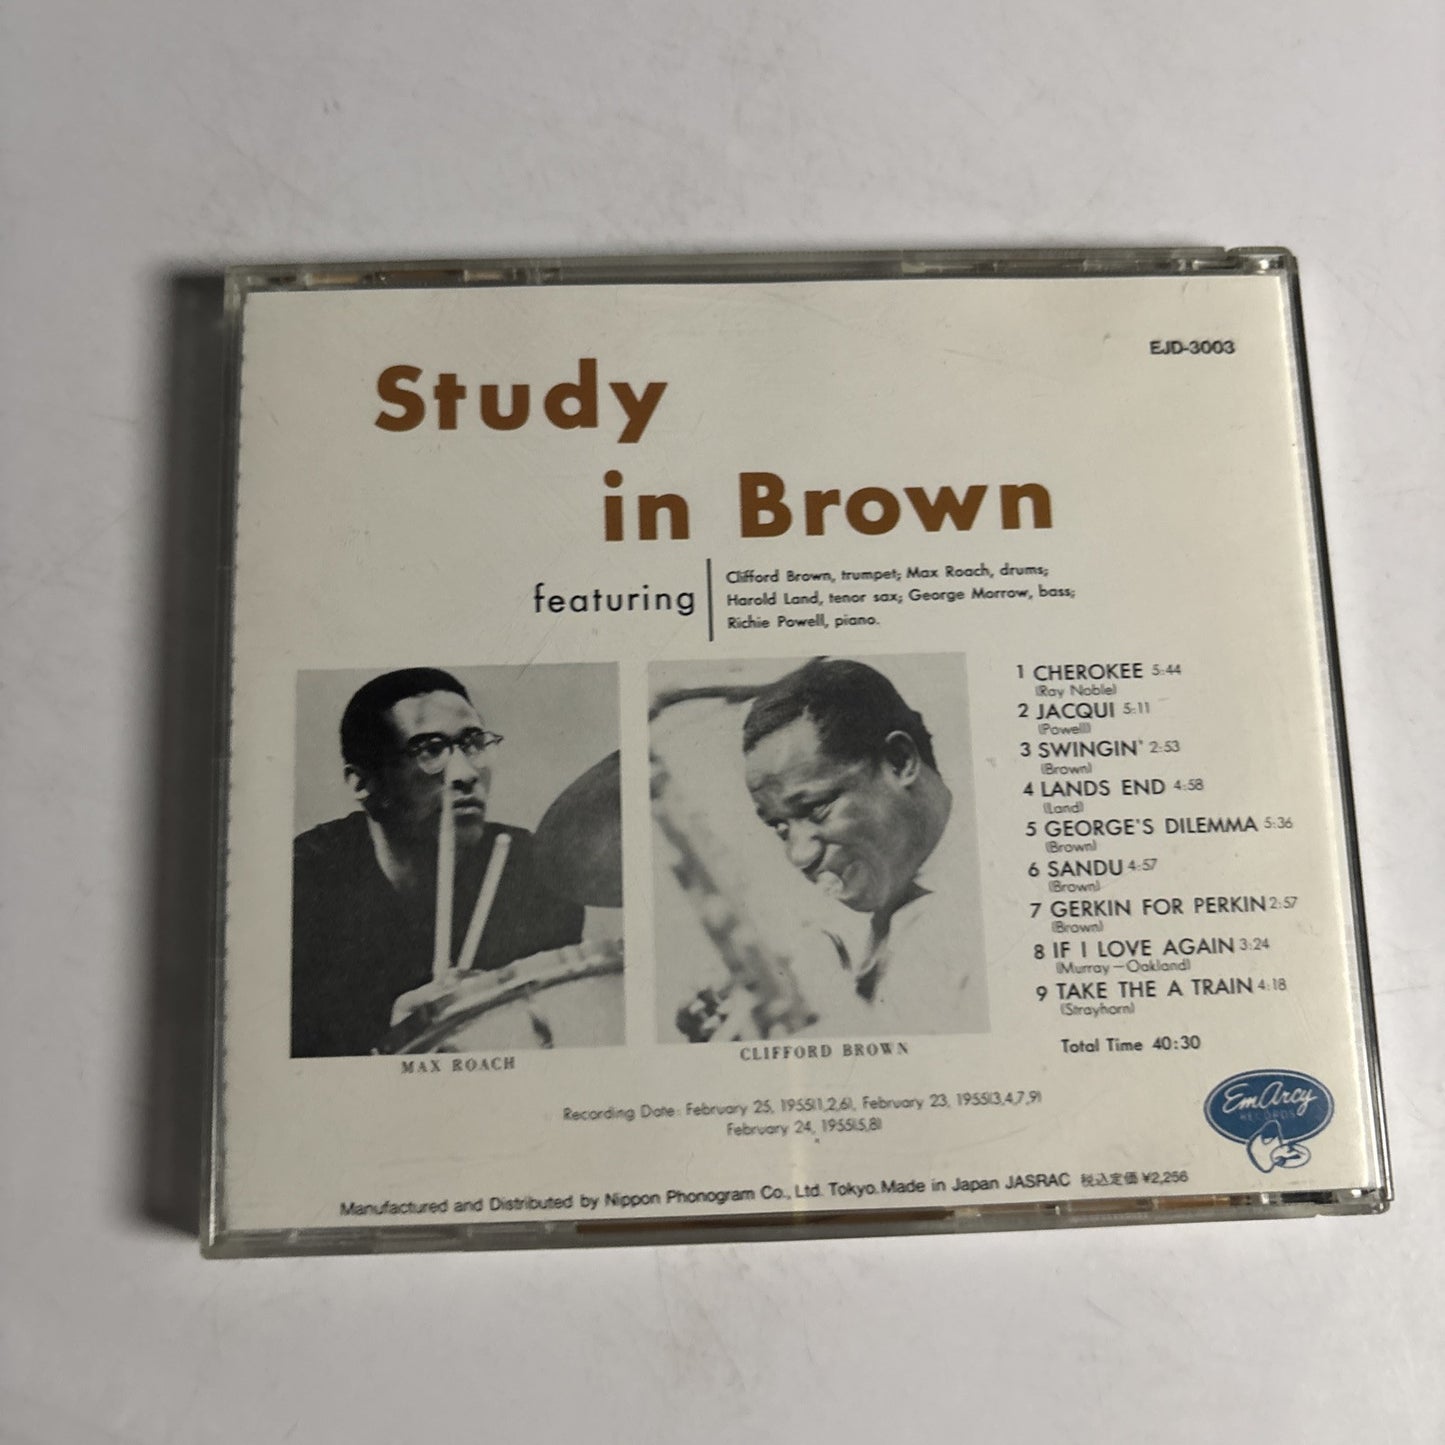 EJD-3003
Study
in Brown
featuring
Clifford Brown, trumpet; Max Roach, drums;
Harold Land, tenor sax; George Morrow, bass;
Richie Powell, piano.
1 CHEROKEE 5:44
(Ray Noble)
2 JACQUI 5:11
(Powell)
3 SWINGIN' 2:53
(Brown)
4 LANDS END 4:58
(Land)
5 GEORGE'S DILEMMA 5:36
(Brown)
6 SANDU 4:57
(Brown)
7 GERKIN FOR PERKIN 2:57
(Brown)
8 IF I LOVE AGAIN 3:24
(Murray-Oakland)
9 TAKE THE A TRAIN 4:18
(Strayhorn)
Total Time 40:30
MAX ROACH
CLIFFORD BROWN
Recording Date: February 25, 1955(1,2,6), February 23, 1955(3,4,7,9)
February 24, 1955(5,8)
EmArcy
RECORDS
Manufactured and Distributed by Nippon Phonogram Co., Ltd. Tokyo. Made in Japan JASRAC 税込定価 ¥2,256